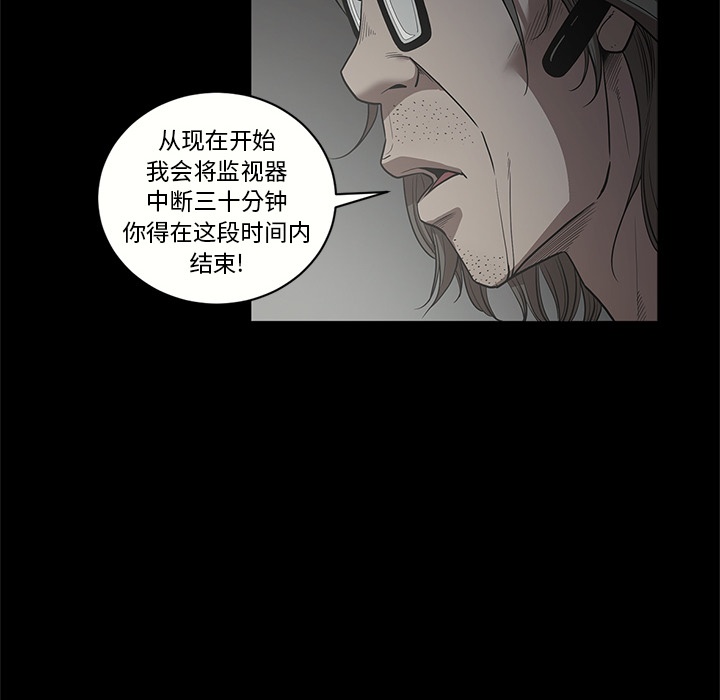 从现在开始
我会将监视器
中断三十分钟
你得在这段时间内
结束!